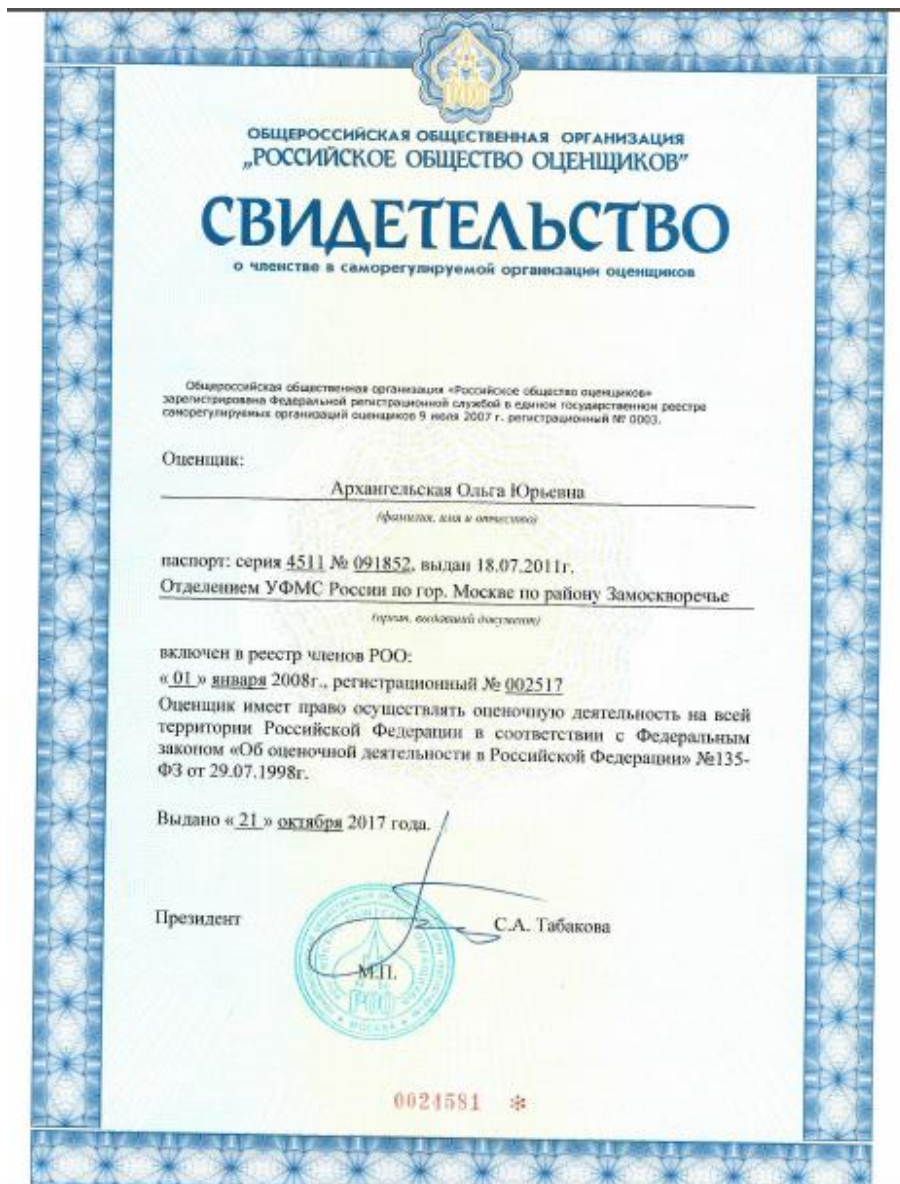 ОБЩЕРОССИЙСКАЯ ОБЩЕСТВЕННАЯ ОРГАНИЗАЦИЯ
„РОССИЙСКОЕ ОБЩЕСТВО ОЦЕНЩИКОВ”
СВИДЕТЕЛЬСТВО
о членстве в саморегулируемой организации оценщиков
Общероссийская общественная организация «Российское общество оценщиков»
зарегистрирована Федеральной регистрационной службой в едином государственном реестре
саморегулируемых организаций оценщиков 9 июля 2007 г. регистрационный № 0003.
Оценщик:
Архангельская Ольга Юрьевна
(фамилия, имя и отчество)
паспорт: серия 4511 № 091852, выдан 18.07.2011г.
Отделением УФМС России по гор. Москве по району Замоскворечье
(орган, выдавший документ)
включен в реестр членов РОО:
« 01 » января 2008г., регистрационный № 002517
Оценщик имеет право осуществлять оценочную деятельность на всей
территории Российской Федерации в соответствии с Федеральным
законом «Об оценочной деятельности в Российской Федерации» №135-
ФЗ от 29.07.1998г.
Выдано « 21 » октября 2017 года.
Президент
С.А. Табакова
М.П.
РОО
МОСКВА
0024581 *